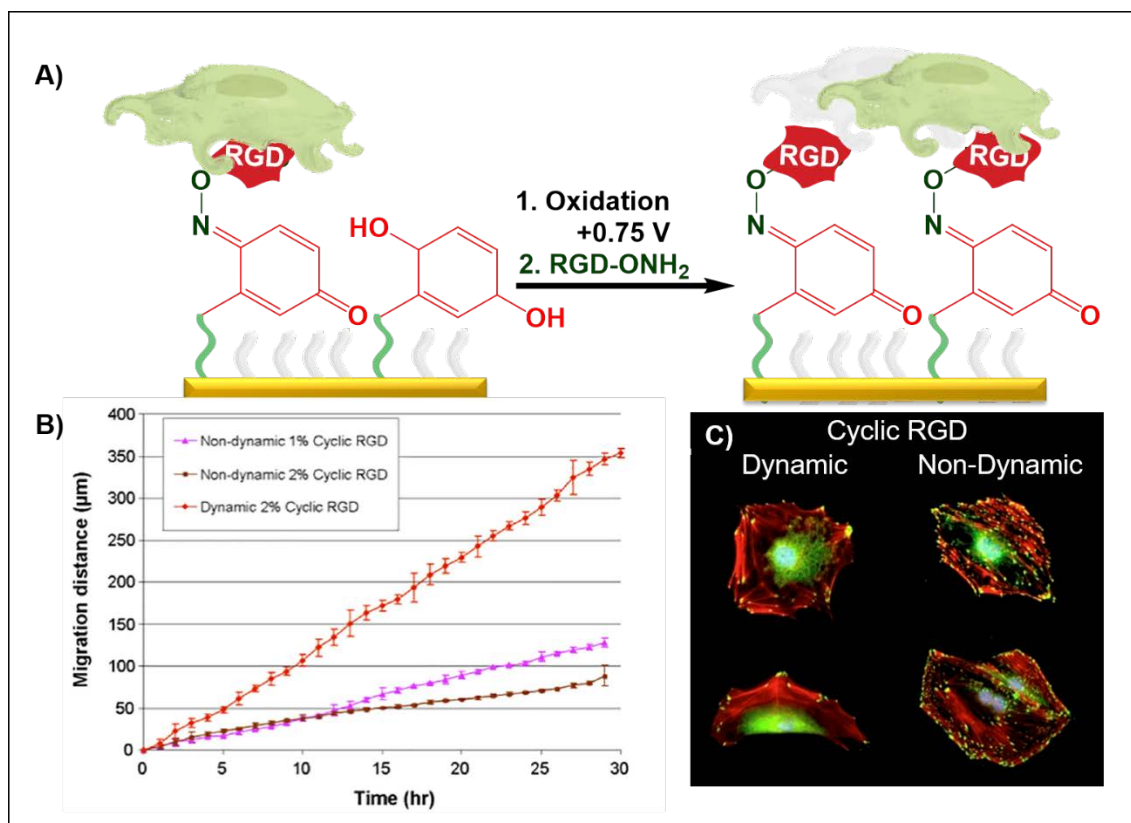 A)
RGD
O
N
HO
O
OH
1. Oxidation
+0.75 V
2. RGD-ONH₂
RGD
RGD
O
O
N
N
O
O
B)
400
350
300
250
200
150
100
50
0
Migration distance (µm)
Non-dynamic 1% Cyclic RGD
Non-dynamic 2% Cyclic RGD
Dynamic 2% Cyclic RGD
0 5 10 15 20 25 30
Time (hr)
C)
Cyclic RGD
Dynamic Non-Dynamic